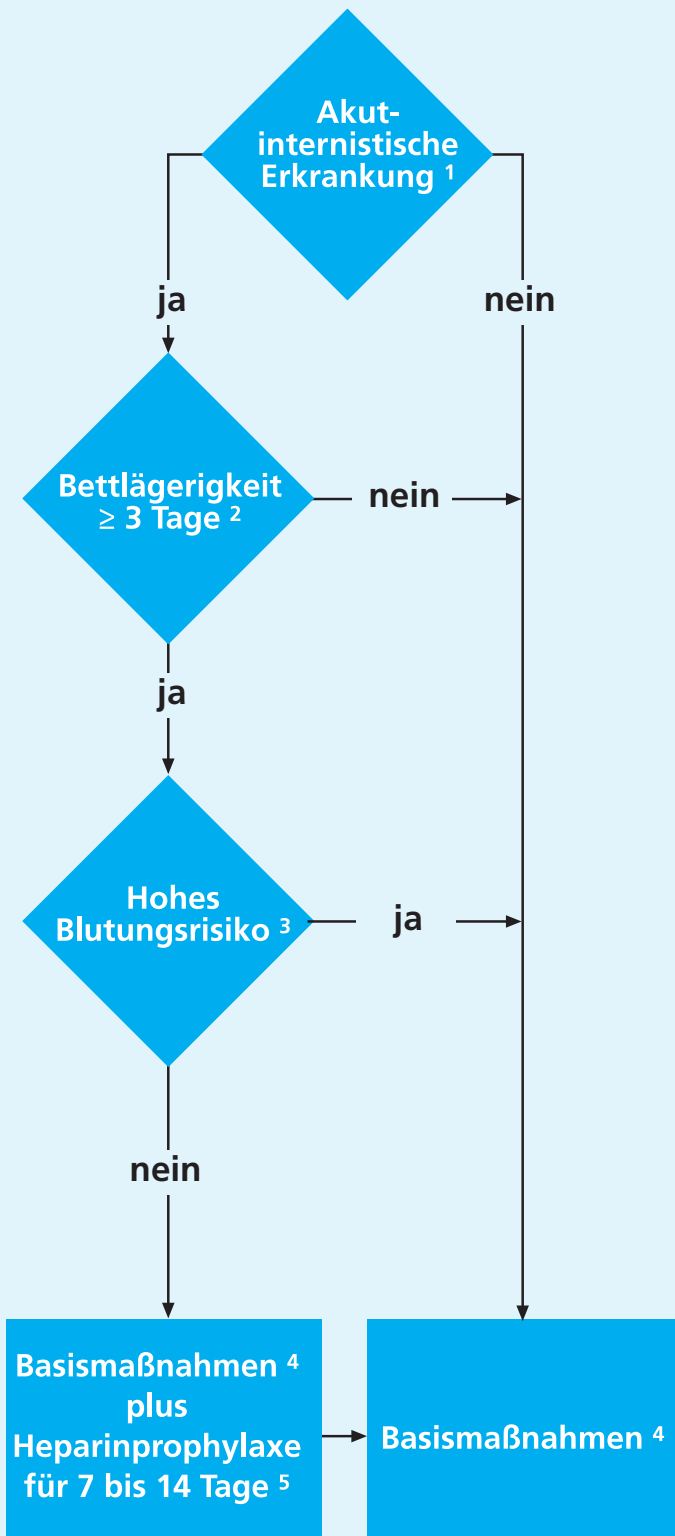 Akut-
internistische
Erkrankung ¹
ja
nein
Bettlägerigkeit
≥ 3 Tage ²
nein
ja
Hohes
Blutungsrisiko ³
ja
nein
Basismaßnahmen ⁴
plus
Heparinprophylaxe
für 7 bis 14 Tage ⁵
Basismaßnahmen ⁴